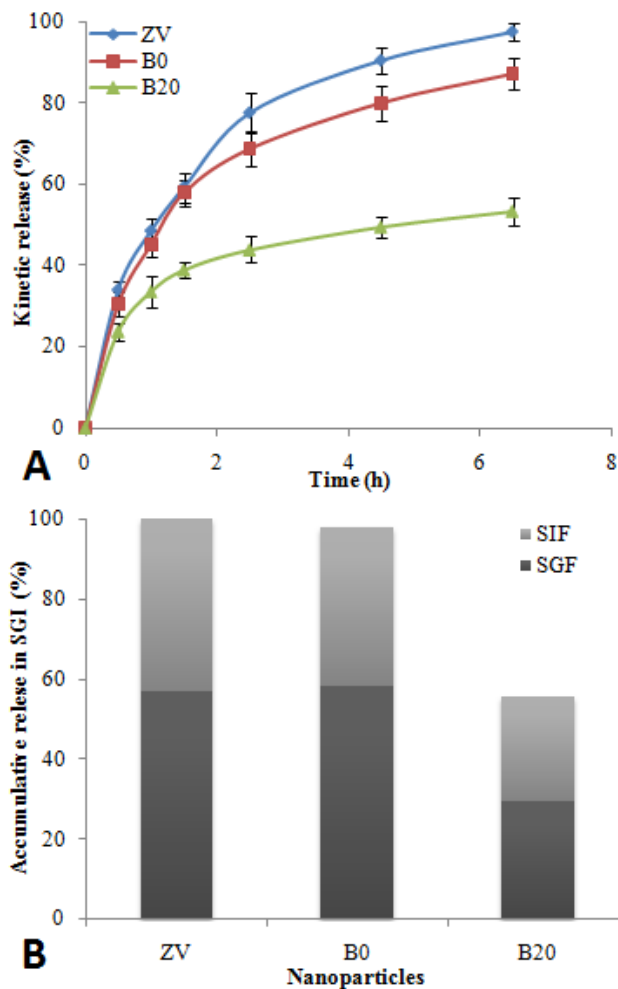 100
80
60
40
20
0
Kinetic release (%)
ZV
B0
B20
0 2 4 6 8
Time (h)
A
100
80
60
40
20
0
Accumulative relese in SGI (%)
SIF
SGF
ZV B0 B20
Nanoparticles
B